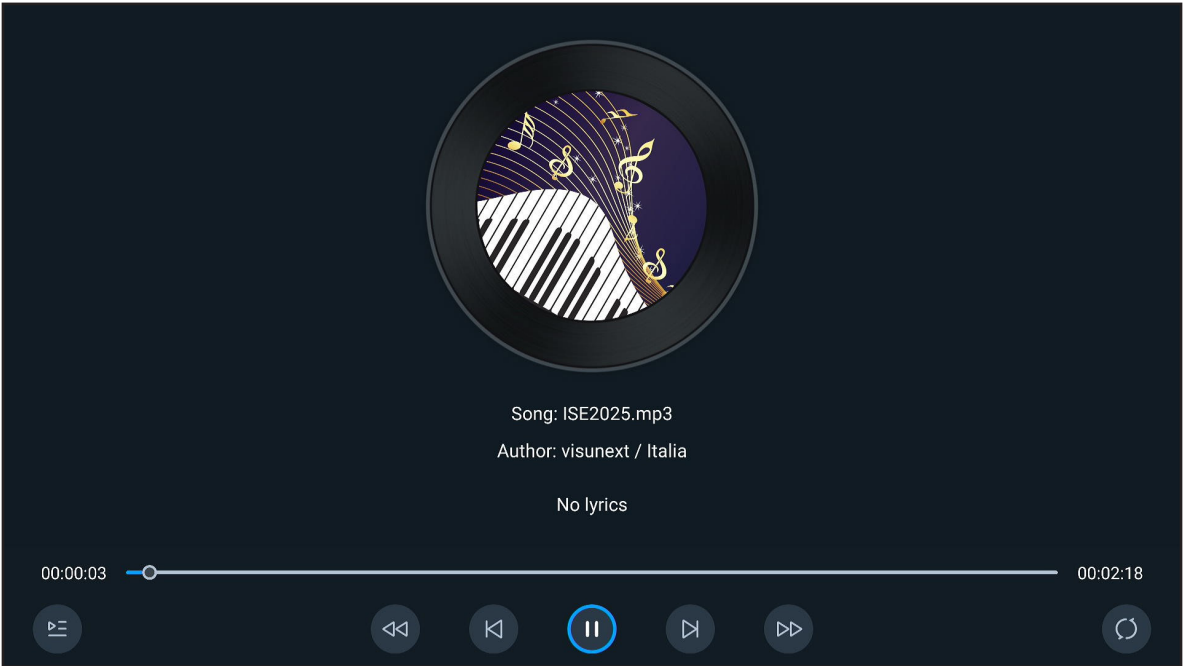 Song: ISE2025.mp3
Author: visunext / Italia
No lyrics
00:00:03
00:02:18